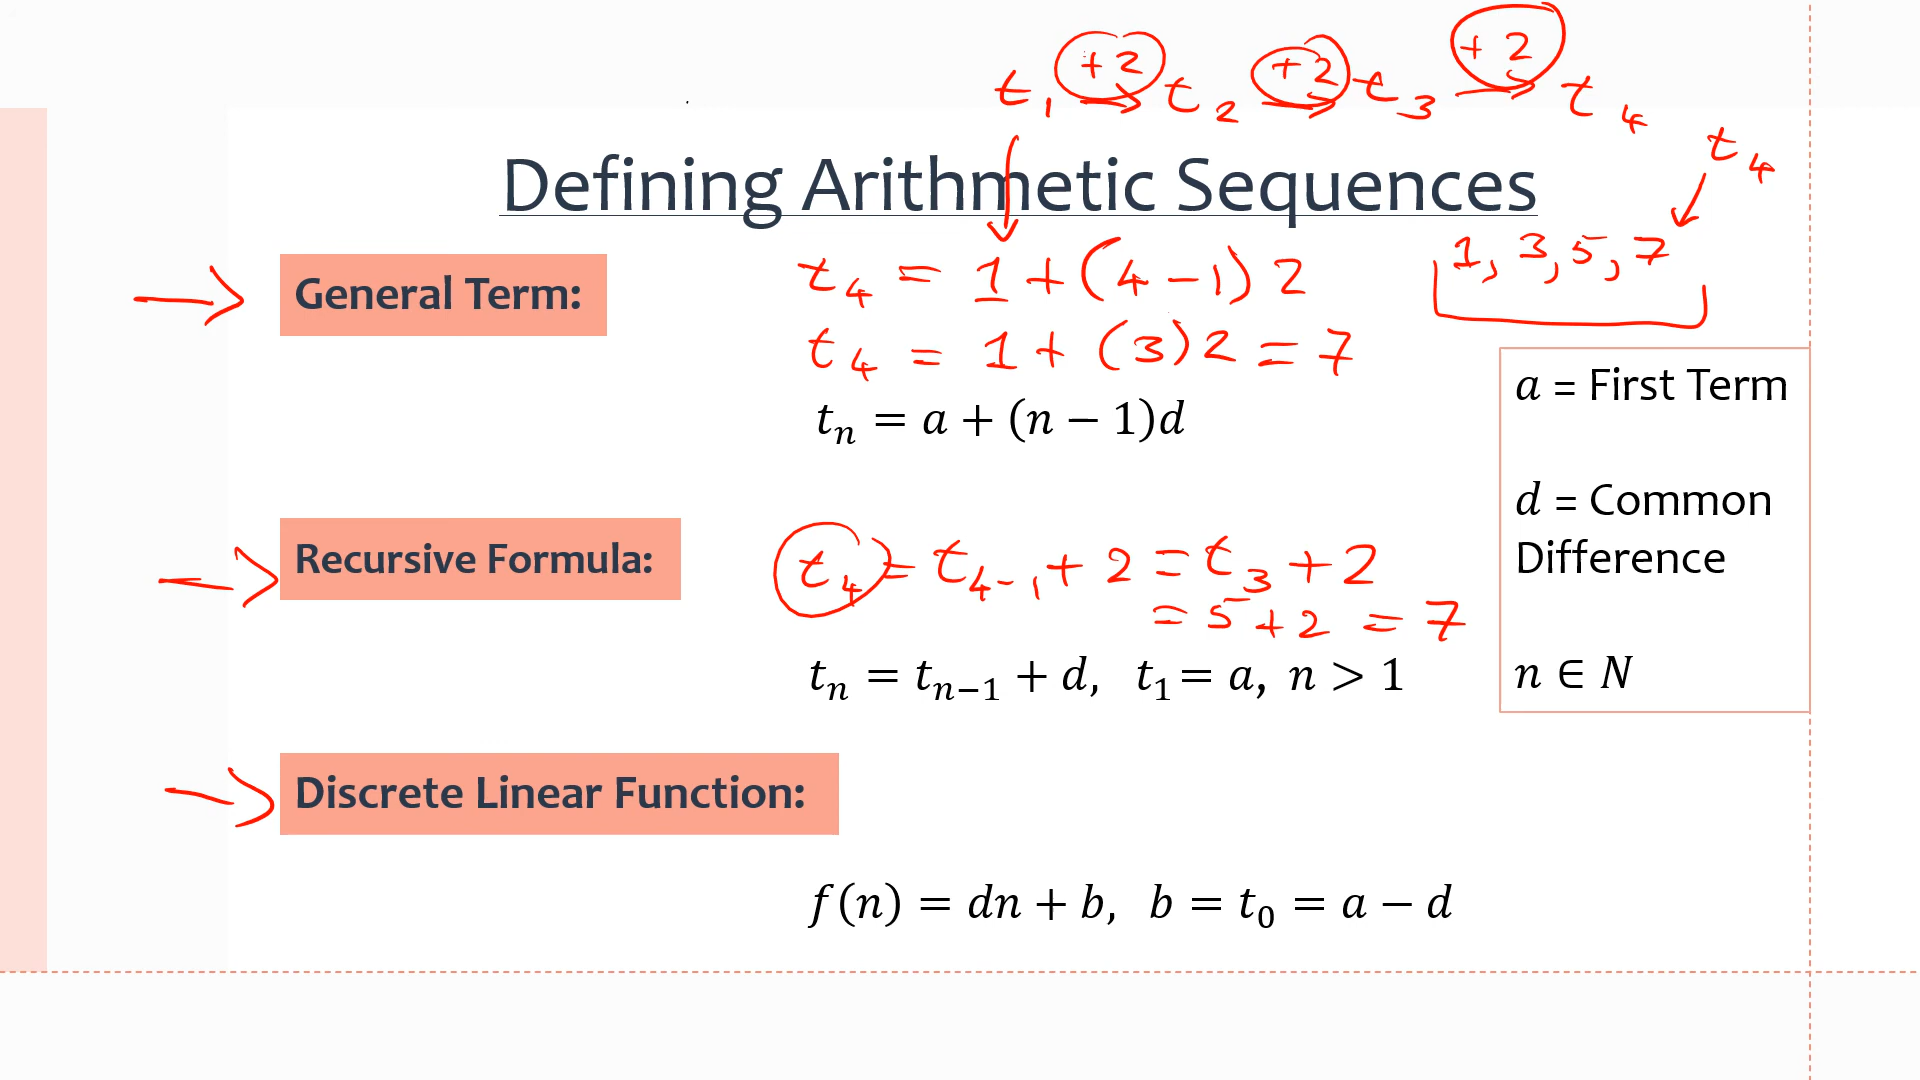 t₁ +2 → t₂ +2 → t₃ +2 → t₄
t₄
Defining Arithmetic Sequences
1, 3, 5, 7
General Term:
t₄ = 1 + (4 - 1) 2
t₄ = 1 + (3) 2 = 7
tₙ = a + (n − 1)d
a = First Term
d = Common
Difference
n ∈ N
Recursive Formula:
t₄ = t₄₋₁ + 2 = t₃ + 2
= 5 + 2 = 7
tₙ = tₙ₋₁ + d, t₁ = a, n > 1
Discrete Linear Function:
f(n) = dn + b, b = t₀ = a − d